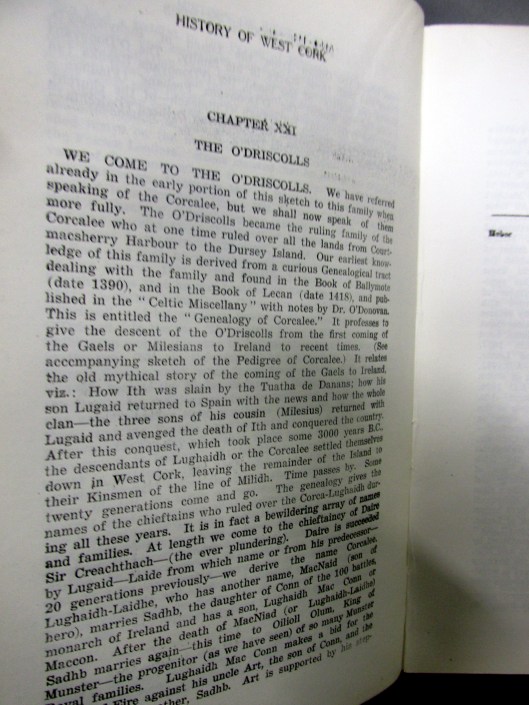 HISTORY OF WEST CORK
CHAPTER XXI
THE O'DRISCOLLS
WE COME TO THE O'DRISCOLLS. We have referred
already in the early portion of this sketch to this family when
speaking of the Corcalee, but we shall now speak of them
more fully. The O'Driscolls became the ruling family of the
Corcalee who at one time ruled over all the lands from Court-
macsherry Harbour to the Dursey Island. Our earliest know-
ledge of this family is derived from a curious Genealogical tract
dealing with the family and found in the Book of Ballymote
(date 1390), and in the Book of Lecan (date 1418), and pub-
lished in the "Celtic Miscellany" with notes by Dr. O'Donovan.
This is entitled the "Genealogy of Corcalee." It professes to
give the descent of the O'Driscolls from the first coming of
the Gaels or Milesians to Ireland to recent times. (See
acccmpanying sketch of the Pedigree of Corcalee.) It relates
the old mythical story of the coming of the Gaels to Ireland,
viz.: How Ith was slain by the Tuatha de Danans; how his
son Lugaid returned to Spain with the news and how the whole
clan—the three sons of his cousin (Milesius) returned with
Lugaid and avenged the death of Ith and conquered the country.
After this conquest, which took place some 3000 years B.C.,
the descendants of Lughaidh or the Corcalee settled themselves
down in West Cork, leaving the remainder of the Island to
their Kinsmen of the line of Milidh. Time passes by. Some
twenty generations come and go. The genealogy gives the
names of the chieftains who ruled over the Corca-Lughaidh dur-
ing all these years. It is in fact a bewildering array of names
and families. At length we come to the chieftaincy of Daire
Sir Creachthach—(the ever plundering). Daire is succeeded
by Lugaid—Laide from which name or from his predecessor—
20 generations previously—we derive the name Corcalee.
Lughaidh-Laidhe, who has another name, MacNaid (son of
hero), marries Sadhb, the daughter of Conn of the 100 battles,
monarch of Ireland and has a son, Lughaidh Mac Conn or
Maccon. After the death of MacNiad (or Lughaidh-Laidhe)
Sadhb marries again—this time to Oilioll Olum, King of
Munster—the progenitor (as we have seen) of so many Munster
Royal families. Lughaidh Mac Conn makes a bid for the
of Eire against his uncle Art, the son of Conn, and the
Sadhb. Art is supported by his